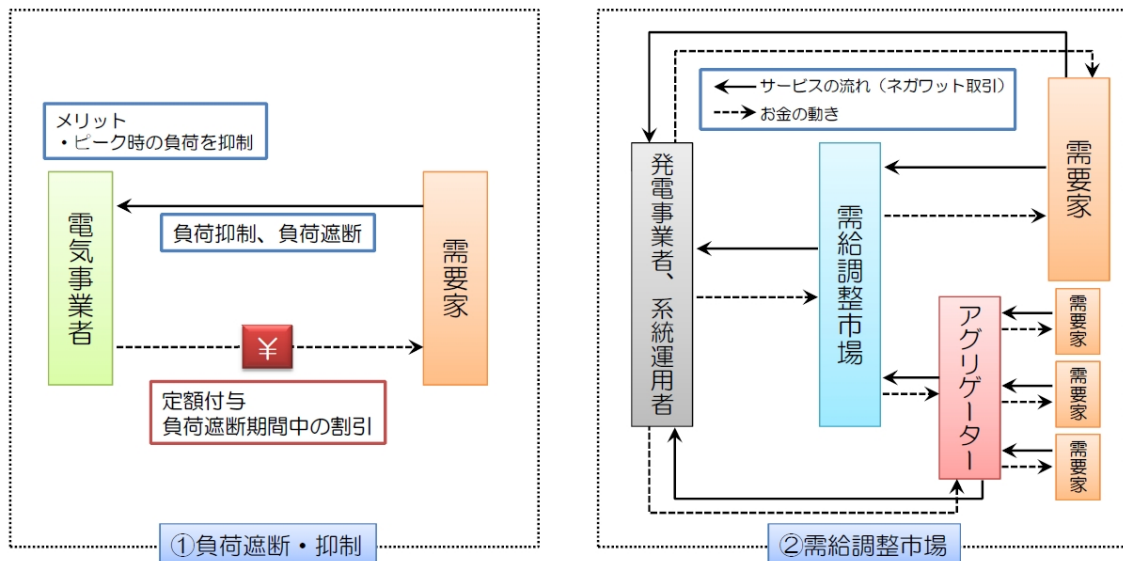 メリット
・ピーク時の負荷を抑制
電気事業者
負荷抑制、負荷遮断
需要家
¥
定額付与
負荷遮断期間中の割引
①負荷遮断・抑制
サービスの流れ（ネガワット取引）
お金の動き
発電事業者、系統運用者
需給調整市場
需要家
アグリゲーター
需要家
需要家
需要家
②需給調整市場